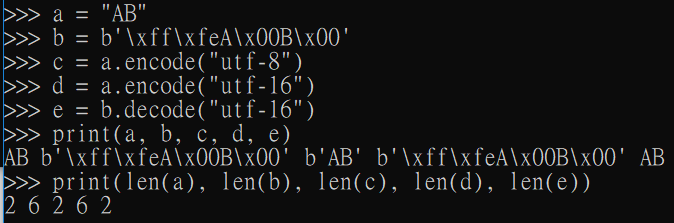 >>> a = "AB"
>>> b = b'\xff\xfeA\x00B\x00'
>>> c = a.encode("utf-8")
>>> d = a.encode("utf-16")
>>> e = b.decode("utf-16")
>>> print(a, b, c, d, e)
AB b'\xff\xfeA\x00B\x00' b'AB' b'\xff\xfeA\x00B\x00' AB
>>> print(len(a), len(b), len(c), len(d), len(e))
2 6 2 6 2